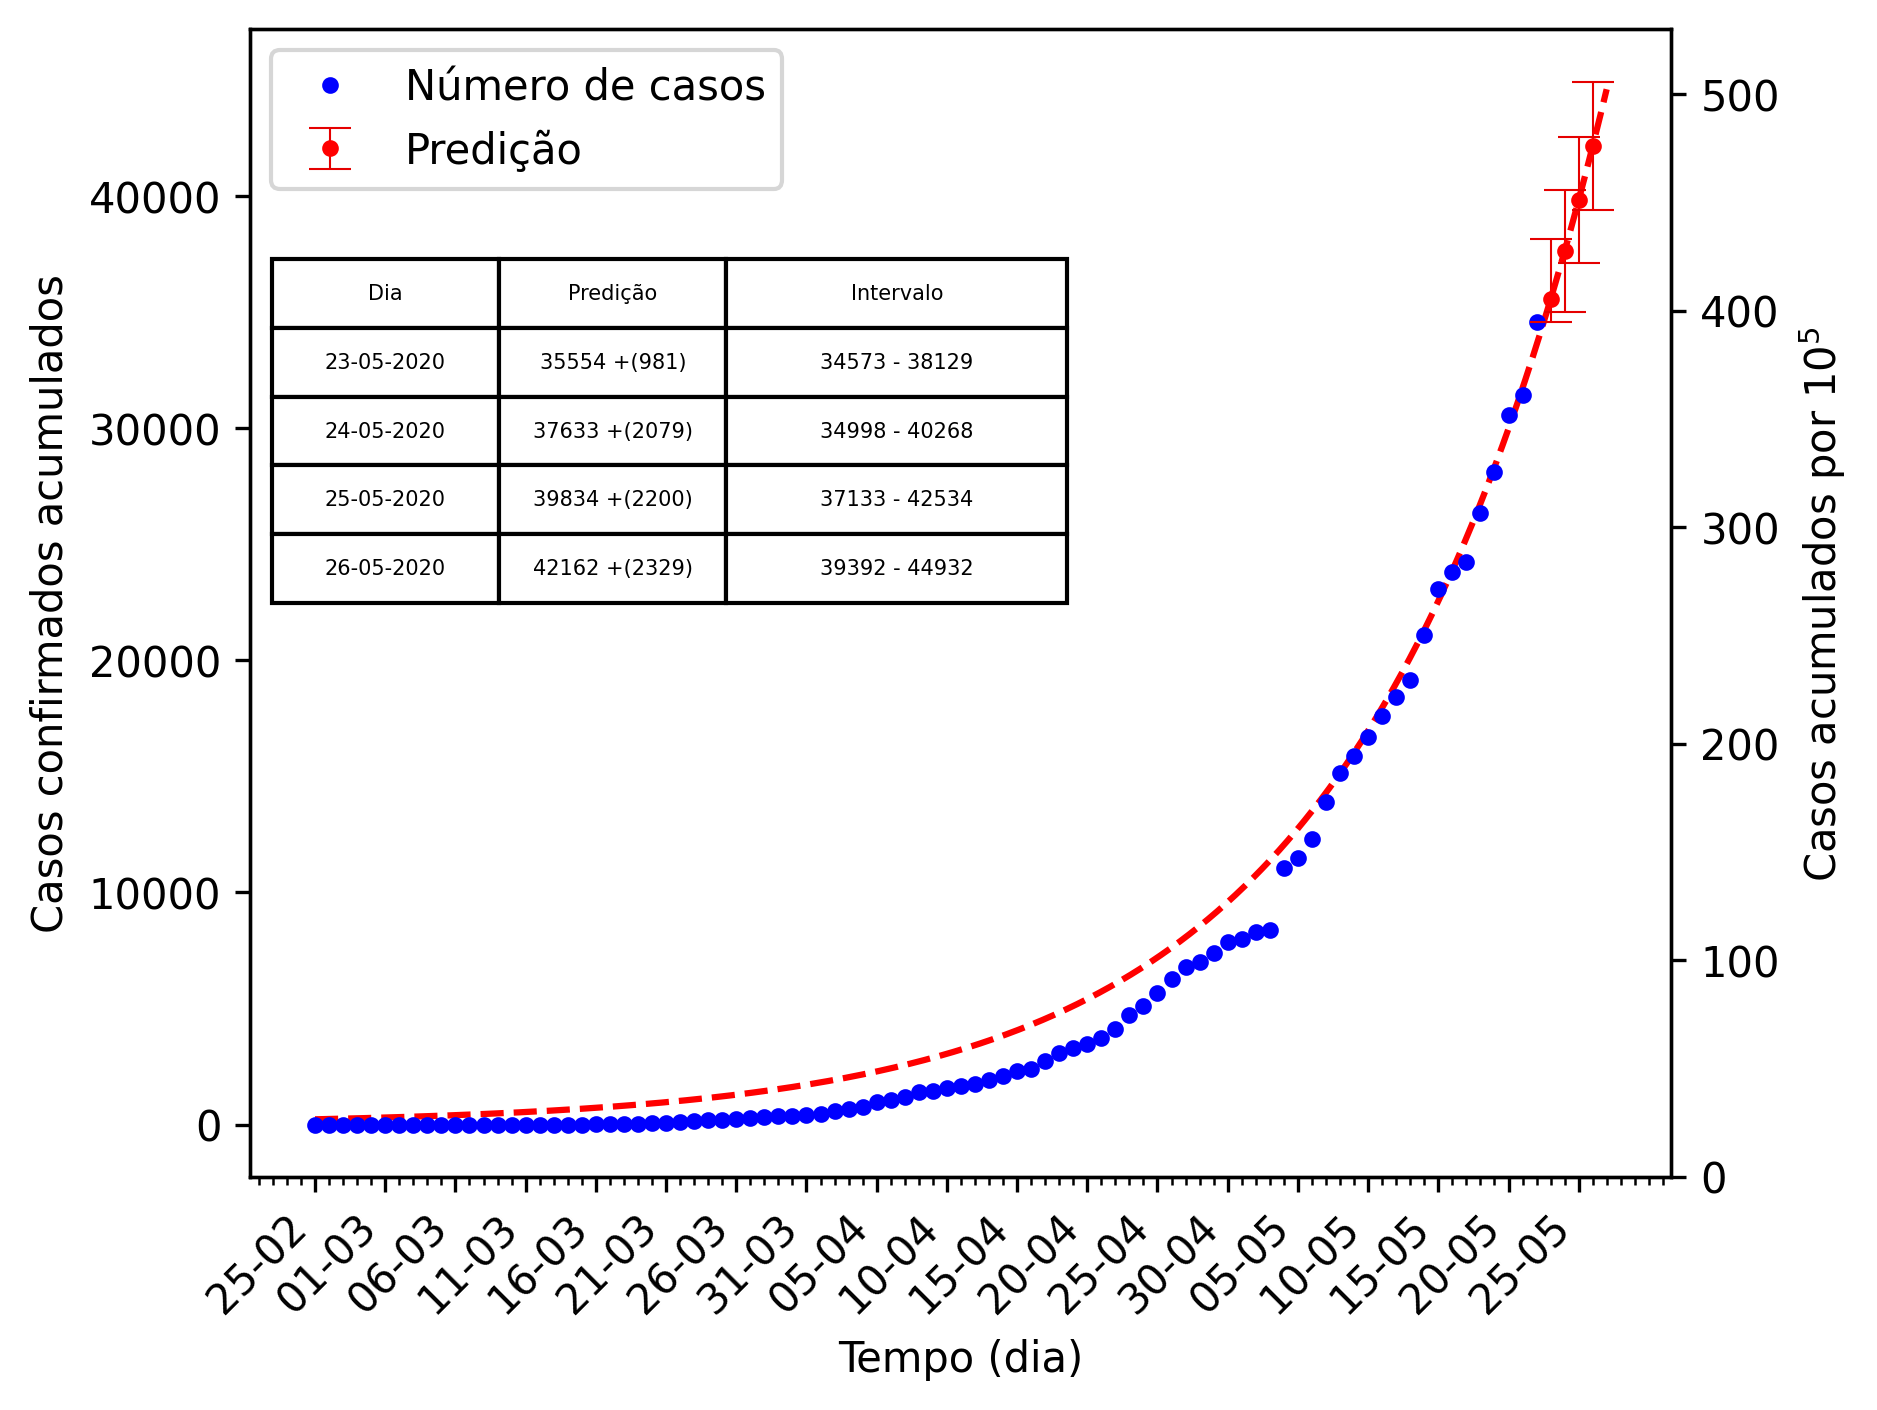 Número de casos
Predição
Dia Predição Intervalo
23-05-2020 35554 +(981) 34573 - 38129
24-05-2020 37633 +(2079) 34998 - 40268
25-05-2020 39834 +(2200) 37133 - 42534
26-05-2020 42162 +(2329) 39392 - 44932
Casos confirmados acumulados
40000
30000
20000
10000
0
Casos acumulados por 10⁵
500
400
300
200
100
0
25-02 01-03 06-03 11-03 16-03 21-03 26-03 31-03 05-04 10-04 15-04 20-04 25-04 30-04 05-05 10-05 15-05 20-05 25-05
Tempo (dia)